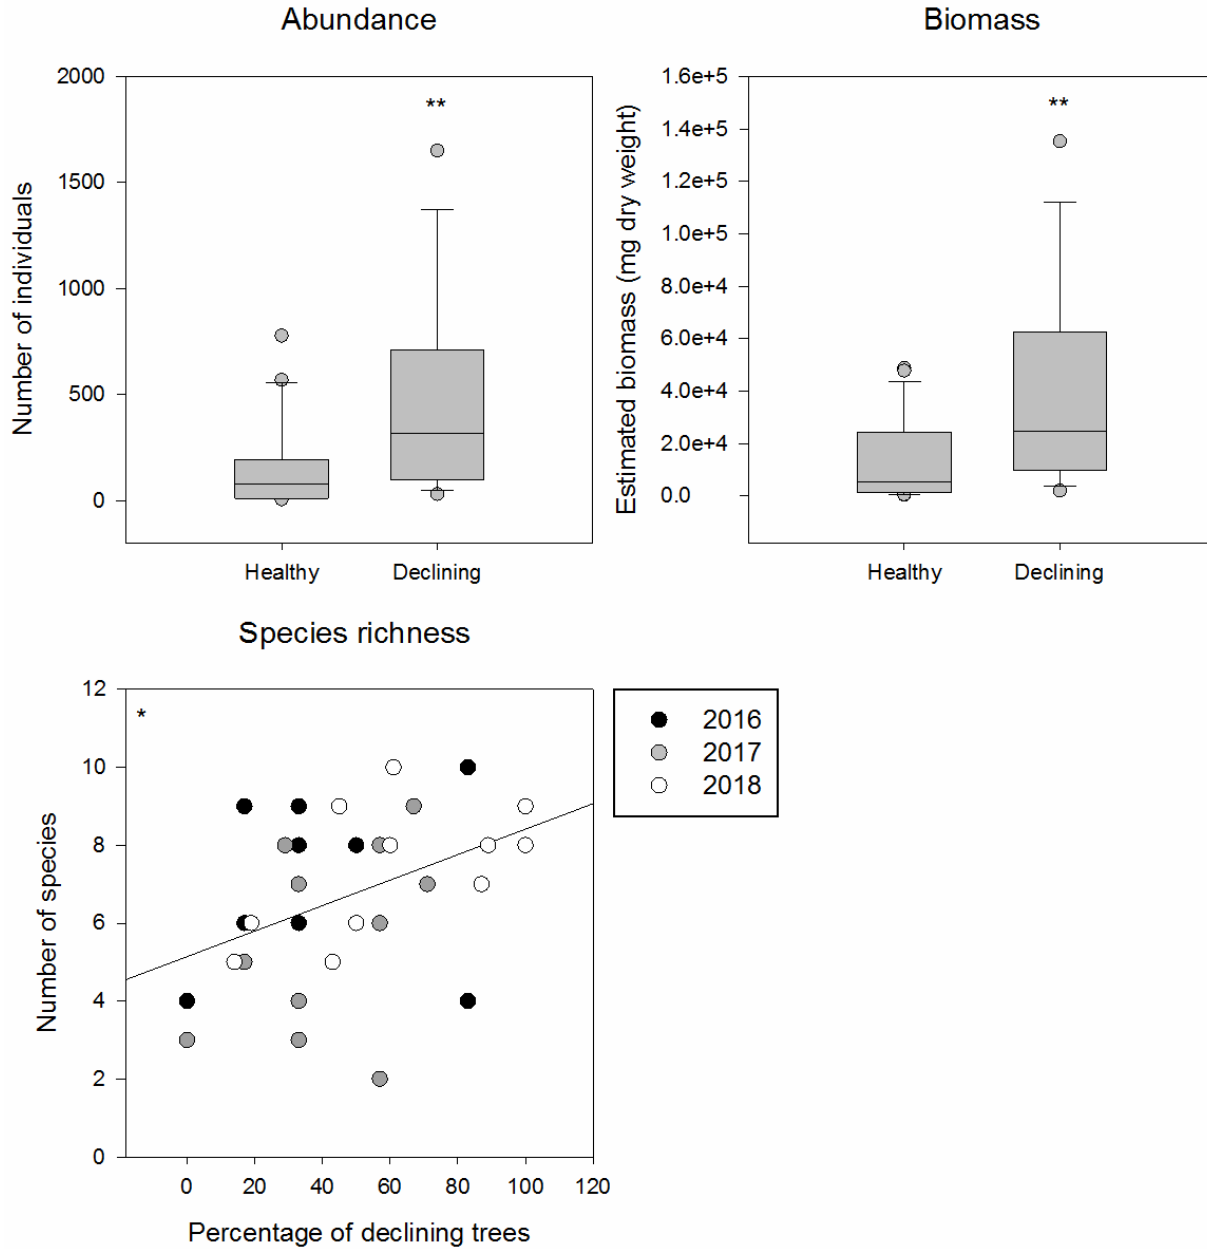 Abundance
Biomass
Number of individuals
2000
1500
1000
500
0
**
Healthy
Declining
Estimated biomass (mg dry weight)
1.6e+5
1.4e+5
1.2e+5
1.0e+5
8.0e+4
6.0e+4
4.0e+4
2.0e+4
0.0
**
Healthy
Declining
Species richness
Number of species
12
10
8
6
4
2
0
*
0 20 40 60 80 100 120
Percentage of declining trees
2016
2017
2018